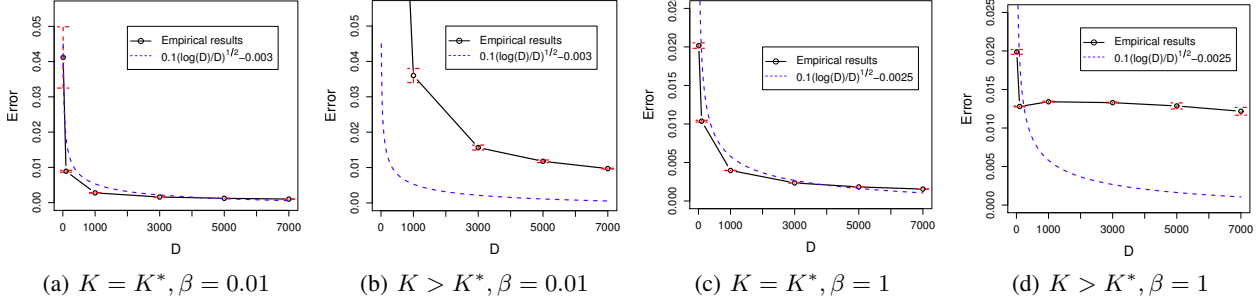 Empirical results
0.1(log(D)/D)^1/2−0.003
Error
0.00 0.01 0.02 0.03 0.04 0.05
0 1000 3000 5000 7000
D
(a) K = K*, β = 0.01
Empirical results
0.1(log(D)/D)^1/2−0.003
Error
0.00 0.01 0.02 0.03 0.04 0.05
0 1000 3000 5000 7000
D
(b) K > K*, β = 0.01
Empirical results
0.1(log(D)/D)^1/2−0.0025
Error
0.000 0.005 0.010 0.015 0.020 0.025
0 1000 3000 5000 7000
D
(c) K = K*, β = 1
Empirical results
0.1(log(D)/D)^1/2−0.0025
Error
0.000 0.005 0.010 0.015 0.020 0.025
0 1000 3000 5000 7000
D
(d) K > K*, β = 1